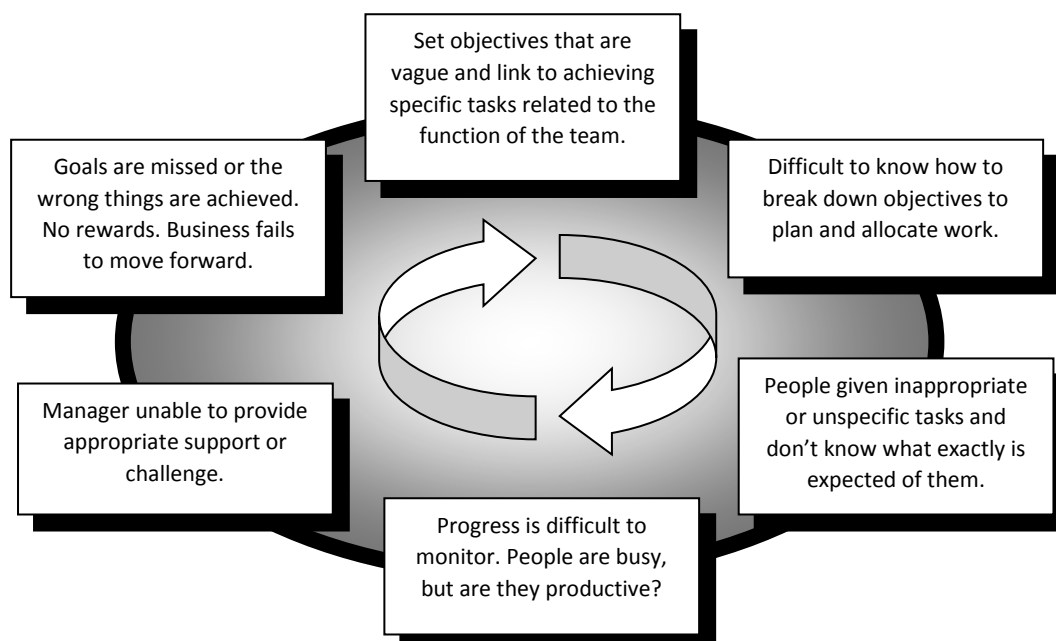 Set objectives that are
vague and link to achieving
specific tasks related to the
function of the team.
Difficult to know how to
break down objectives to
plan and allocate work.
People given inappropriate
or unspecific tasks and
don’t know what exactly is
expected of them.
Progress is difficult to
monitor. People are busy,
but are they productive?
Manager unable to provide
appropriate support or
challenge.
Goals are missed or the
wrong things are achieved.
No rewards. Business fails
to move forward.